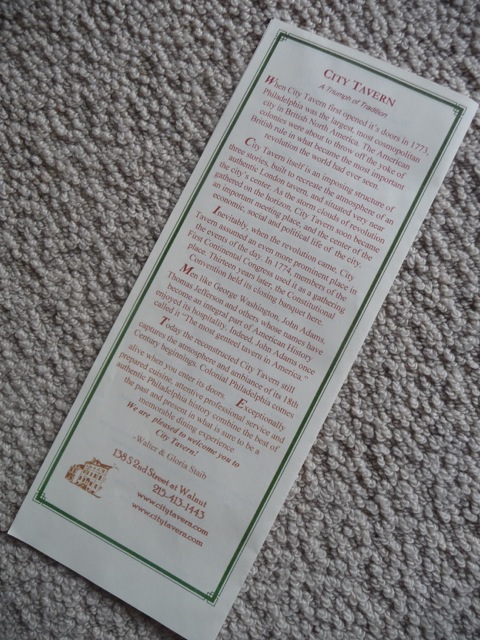 CITY TAVERN
A Triumph of Tradition
When City Tavern first opened it's doors in 1773,
Philadelphia was the largest, most cosmopolitan
city in British North America. The American
colonies were about to throw off the yoke of
British rule in what became the most important
revolution the world had ever seen.
City Tavern itself is an imposing structure of
three stories, built to recreate the atmosphere of an
authentic London tavern, and situated very near
the city's center. As the storm clouds of revolution
gathered on the horizon, City Tavern soon became
an important meeting place, and the center of the
economic, social and political life of the city.
Inevitably, when the revolution came, City
Tavern assumed an even more prominent place in
the events of the day. In 1774, members of the
First Continental Congress used it as a gathering
place. Thirteen years later, the Constitutional
Convention held its closing banquet here.
Men like George Washington, John Adams,
Thomas Jefferson and others whose names have
become an integral part of American History
enjoyed its hospitality. Indeed, John Adams once
called it "The most genteel tavern in America."
Today the reconstructed City Tavern still
captures the atmosphere and ambiance of its 18th
Century beginnings. Colonial Philadelphia comes
alive when you enter its doors. Exceptionally
prepared cuisine, attentive professional service and
authentic Philadelphia history combine the best of
the past and present in what is sure to be a
memorable dining experience
We are pleased to welcome you to
City Tavern!
-Walter & Gloria Staib
138 S 2nd Street at Walnut
215-413-1443
www.citytavern.com
www.citytavern.com